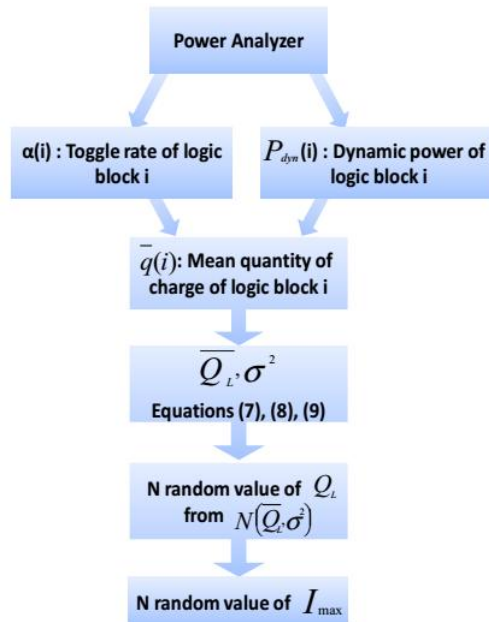 Power Analyzer
α(i) : Toggle rate of logic
block i
P_dyn(i) : Dynamic power of
logic block i
q̅(i): Mean quantity of
charge of logic block i
Q̅_L, σ²
Equations (7), (8), (9)
N random value of Q_L
from N(Q̅_L, σ²)
N random value of I_max